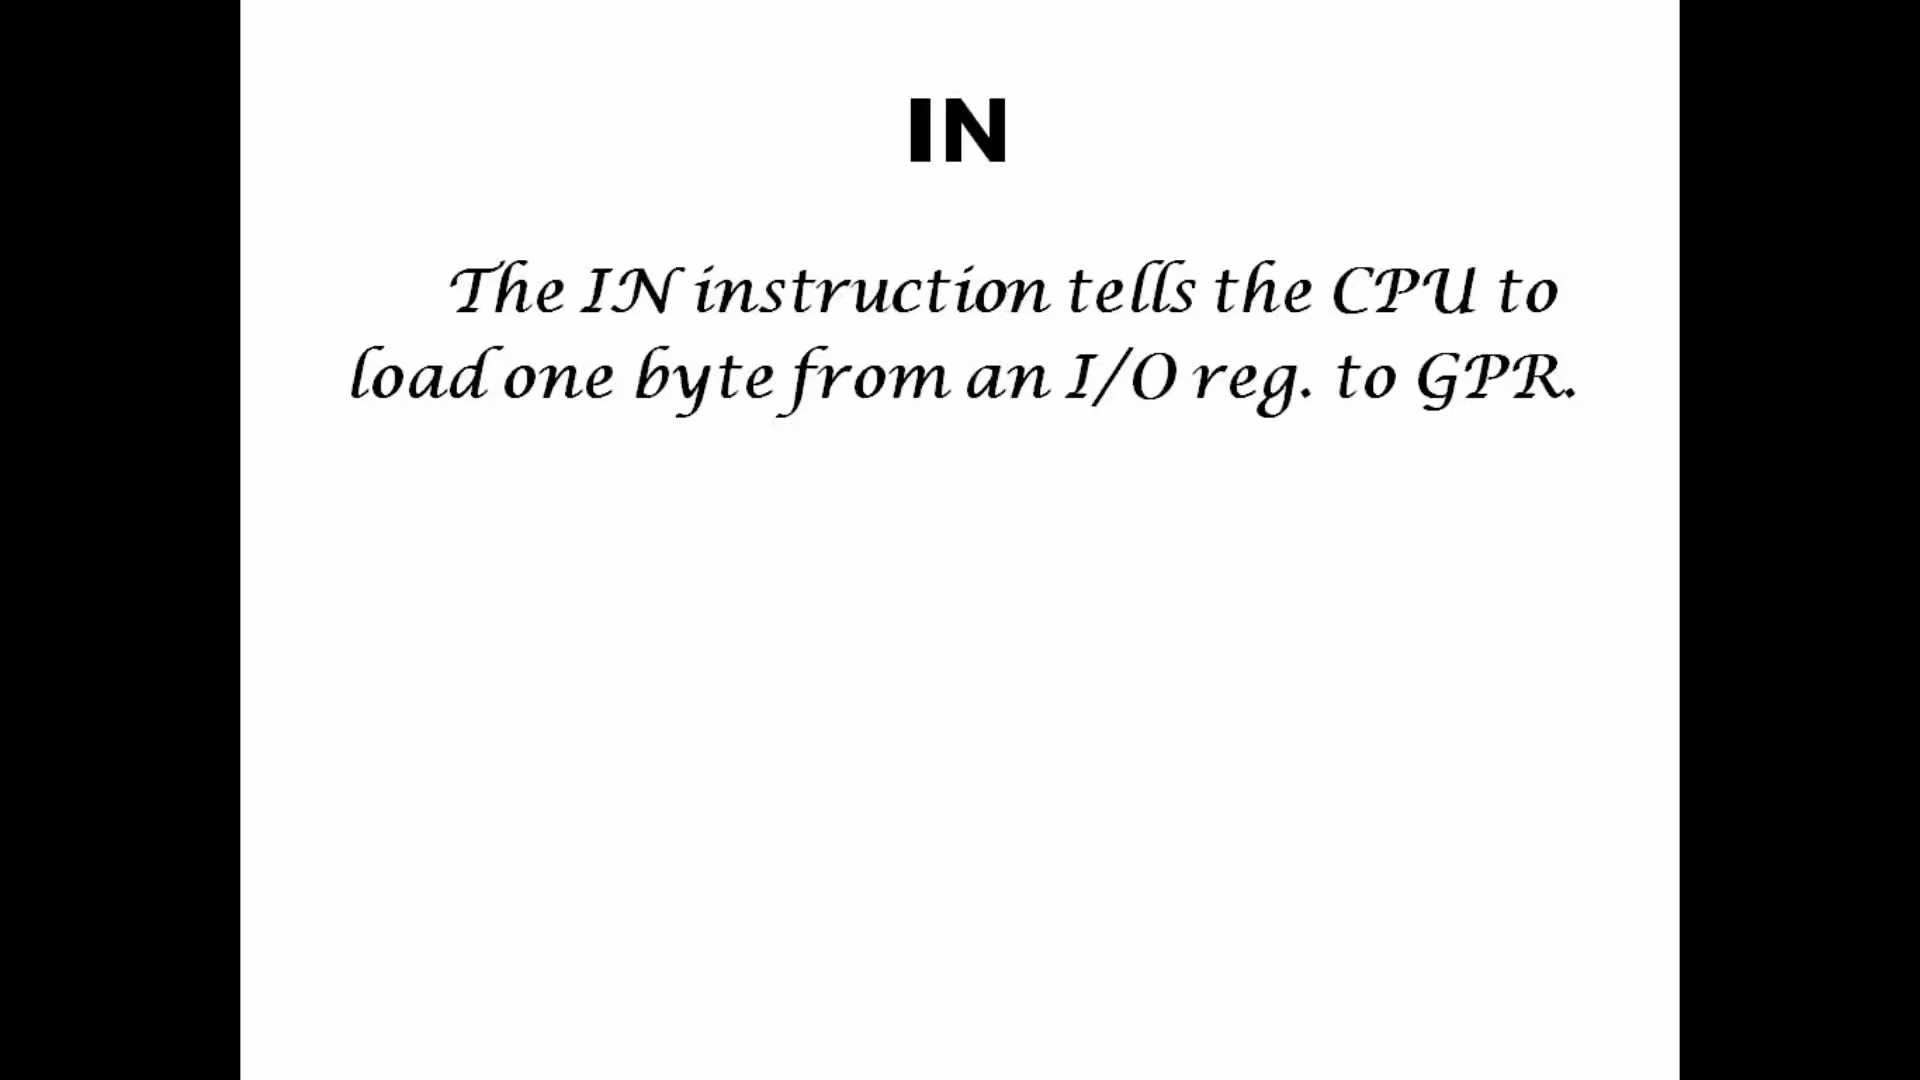 IN
The IN instruction tells the CPU to
load one byte from an I/O reg. to GPR.